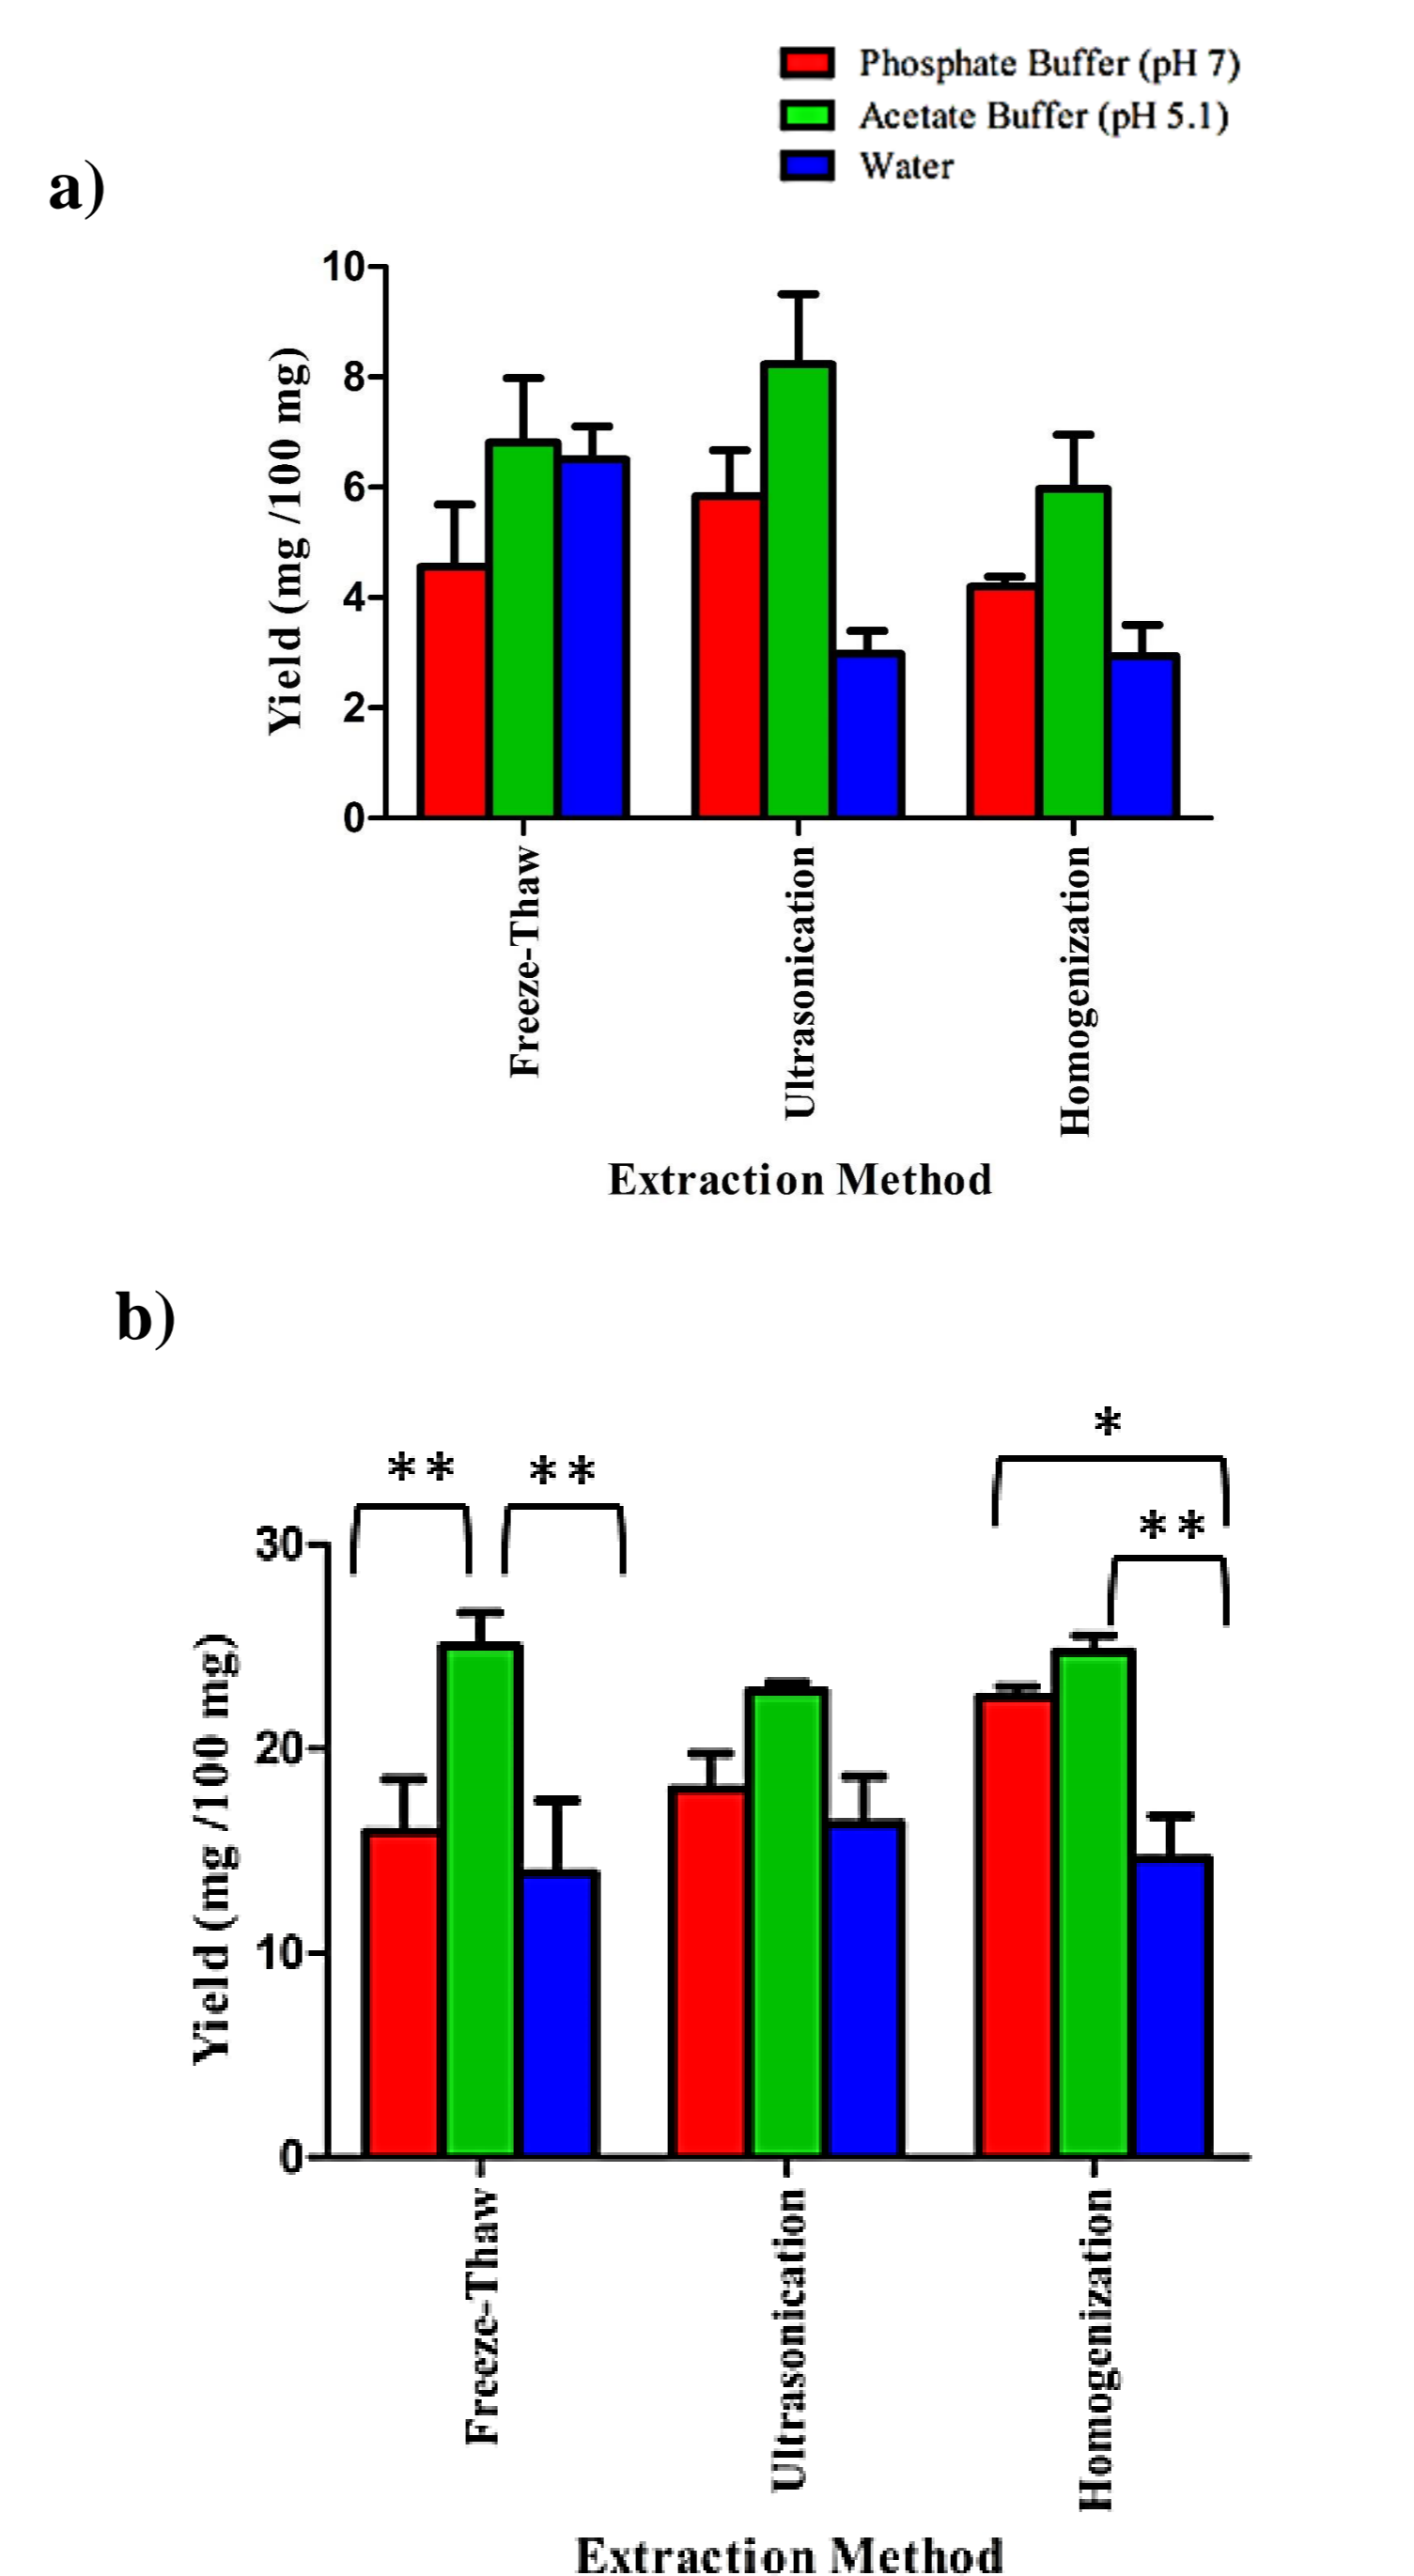 Phosphate Buffer (pH 7)
Acetate Buffer (pH 5.1)
Water
a)
10
8
6
4
2
0
Yield (mg /100 mg)
Freeze-Thaw
Ultrasonication
Homogenization
Extraction Method
b)
*
** **
**
30
20
10
0
Yield (mg /100 mg)
Freeze-Thaw
Ultrasonication
Homogenization
Extraction Method